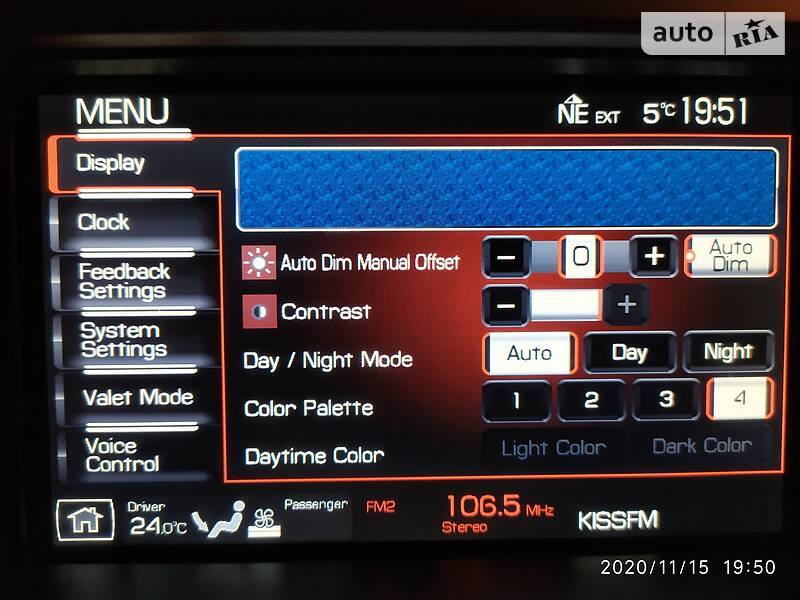 auto RIA
MENU NE EXT 5°C 19:51
Display
Clock
Feedback
Settings
System
Settings
Valet Mode
Voice
Control
Auto Dim Manual Offset − 0 + Auto
Dim
Contrast − +
Day / Night Mode Auto Day Night
Color Palette 1 2 3 4
Daytime Color Light Color Dark Color
Driver
24.0°C
Passenger
FM2 106.5 MHz
Stereo
KISSFM
2020/11/15 19:50